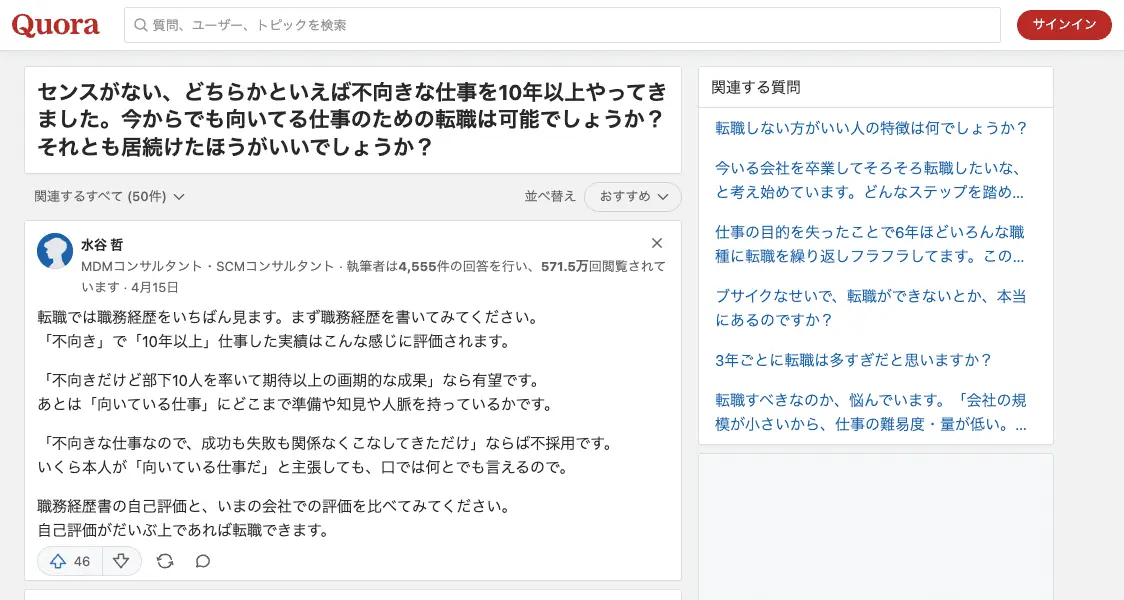 Quora
質問、ユーザー、トピックを検索
サインイン
センスがない、どちらかといえば不向きな仕事を10年以上やってき
ました。今からでも向いてる仕事のための転職は可能でしょうか？
それとも居続けたほうがいいでしょうか？
関連するすべて (50件)
並べ替え
おすすめ
水谷 哲
MDMコンサルタント・SCMコンサルタント · 執筆者は4,555件の回答を行い、571.5万回閲覧されて
います · 4月15日
転職では職務経歴をいちばん見ます。まず職務経歴を書いてみてください。
「不向き」で「10年以上」仕事した実績はこんな感じに評価されます。
「不向きだけど部下10人を率いて期待以上の画期的な成果」なら有望です。
あとは「向いている仕事」にどこまで準備や知見や人脈を持っているかです。
「不向きな仕事なので、成功も失敗も関係なくこなしてきただけ」ならば不採用です。
いくら本人が「向いている仕事だ」と主張しても、口では何とでも言えるので。
職務経歴書の自己評価と、いまの会社での評価を比べてみてください。
自己評価がだいぶ上であれば転職できます。
46
関連する質問
転職しない方がいい人の特徴は何でしょうか？
今いる会社を卒業してそろそろ転職したいな、
と考え始めています。どんなステップを踏め...
仕事の目的を失ったことで6年ほどいろんな職
種に転職を繰り返しフラフラしてます。この...
ブサイクなせいで、転職ができないとか、本当
にあるのですか？
3年ごとに転職は多すぎだと思いますか？
転職すべきなのか、悩んでいます。「会社の規
模が小さいから、仕事の難易度・量が低い。...